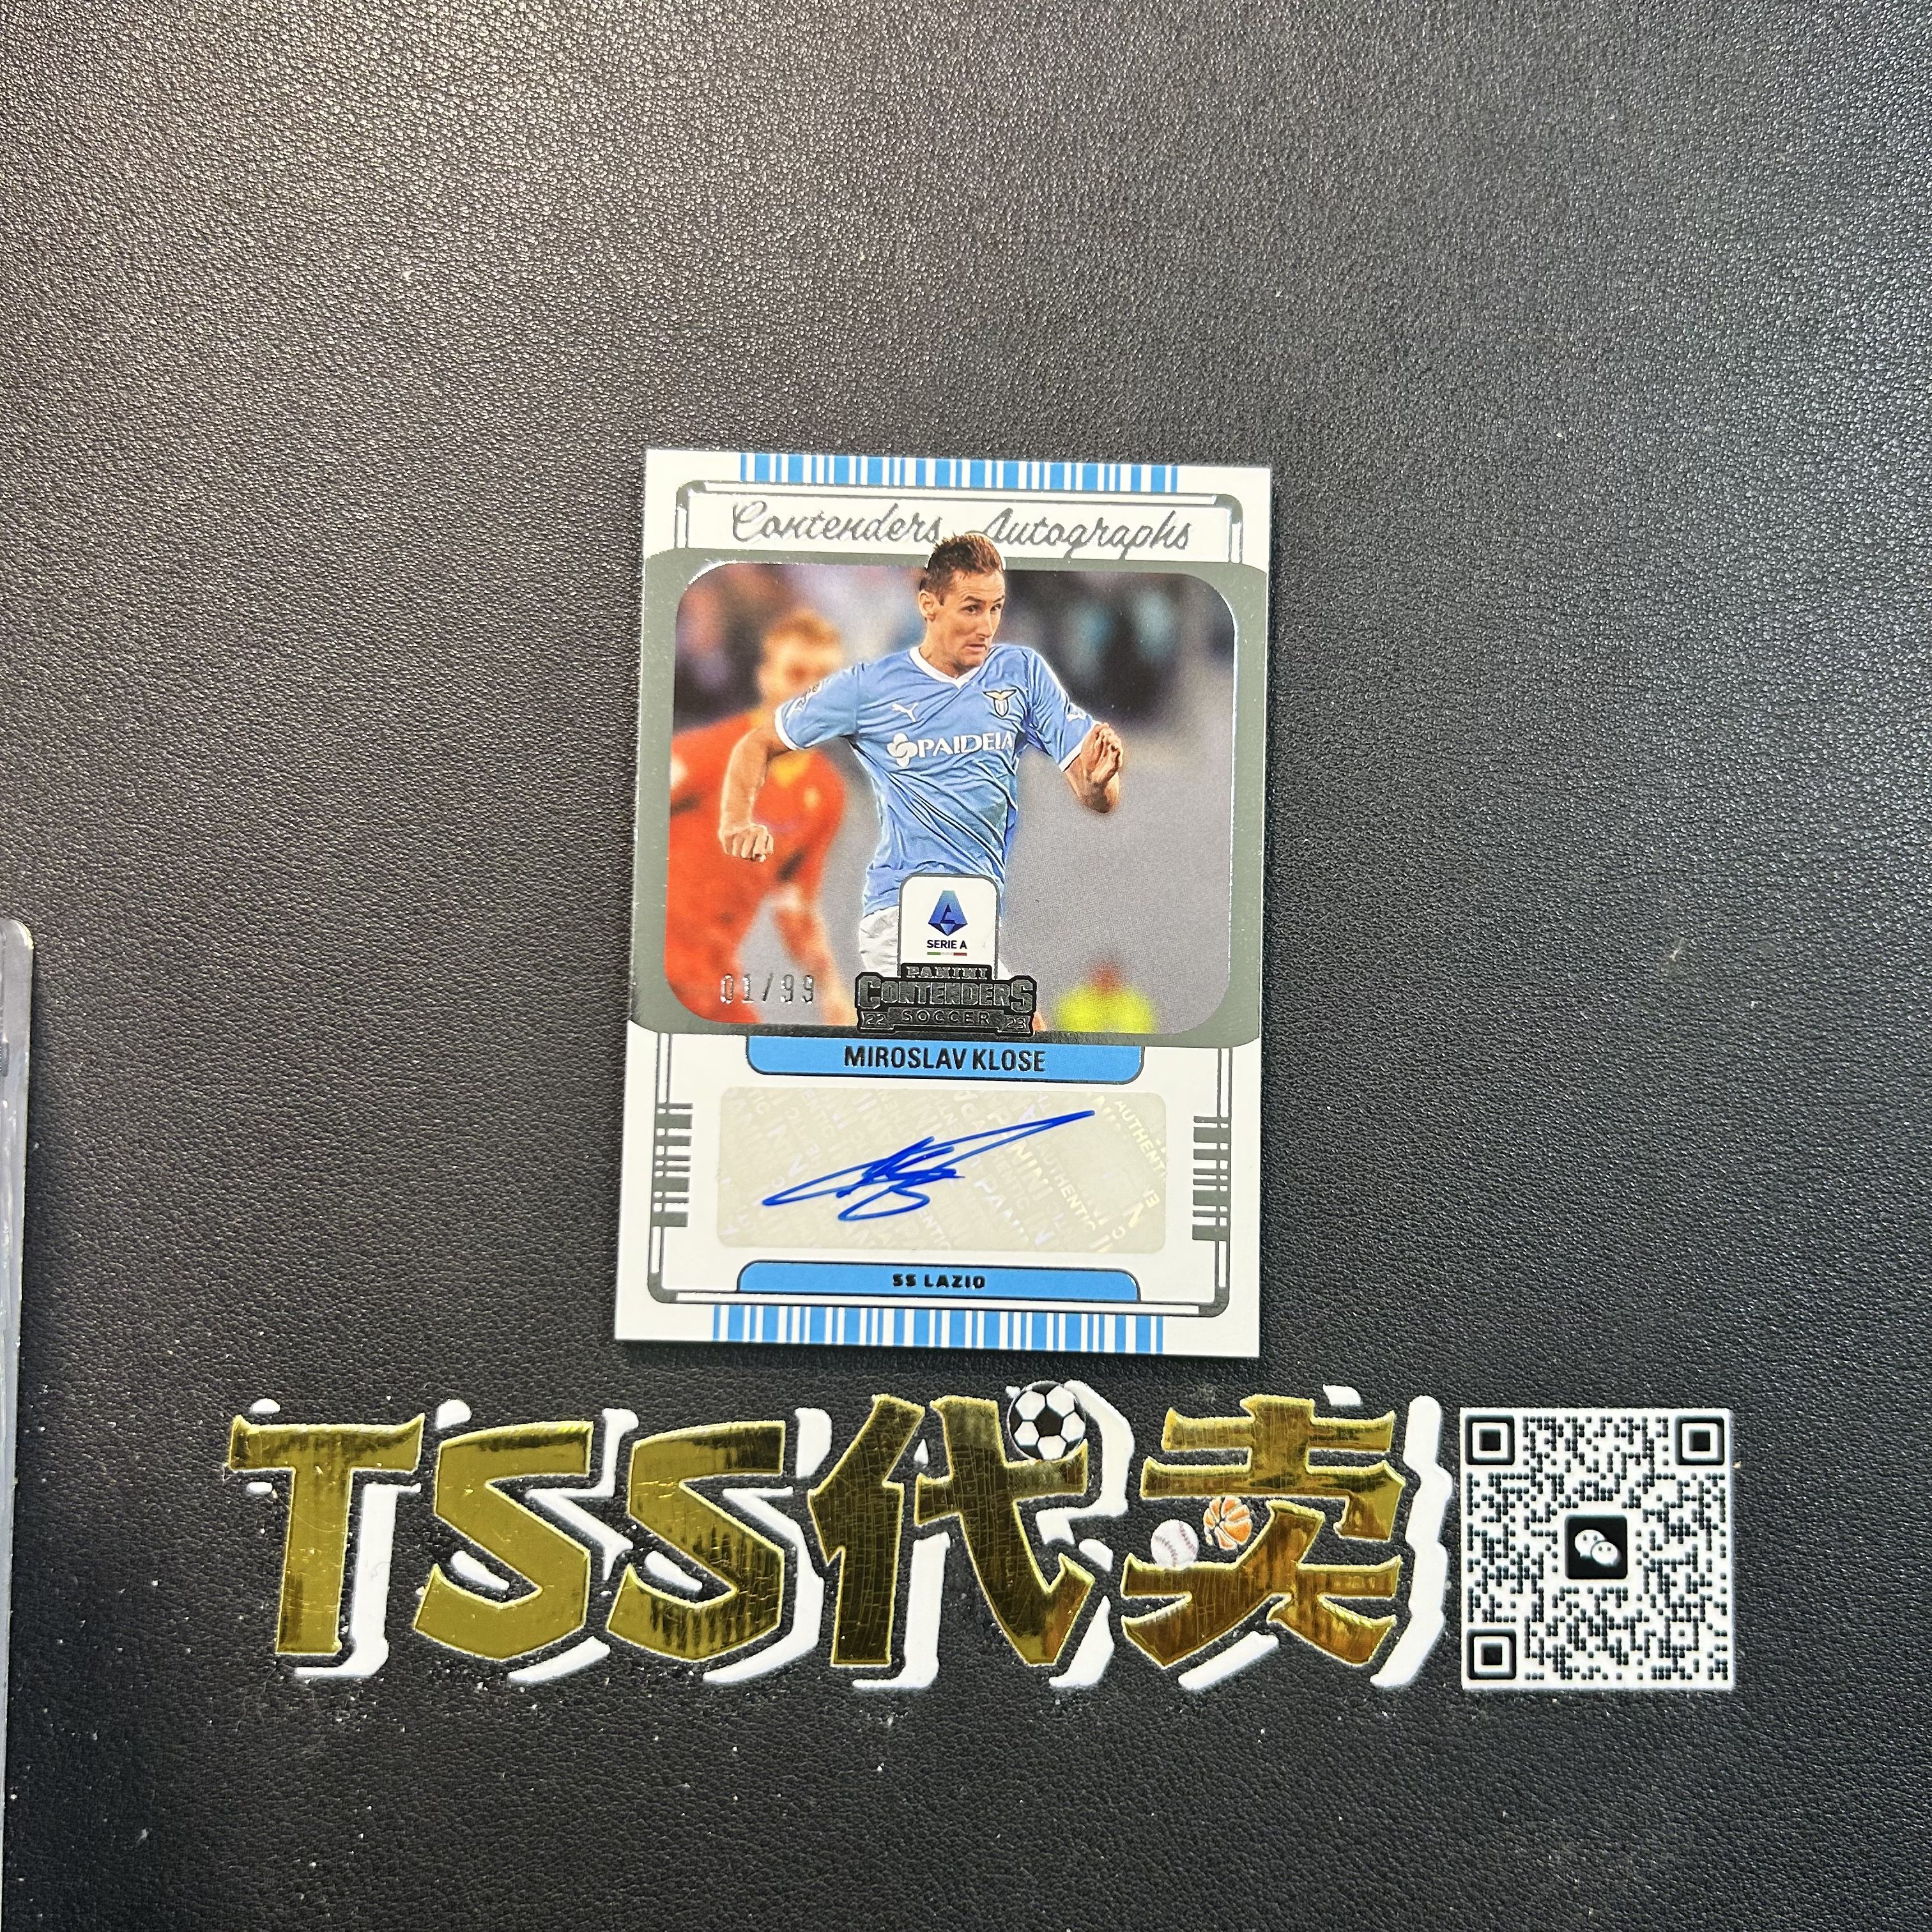 Contenders Autographs
PAIDEIA
SERIE A
01/99
PANINI
CONTENDERS
22 SOCCER 23
MIROSLAV KLOSE
SS LAZIO
TSS代卖